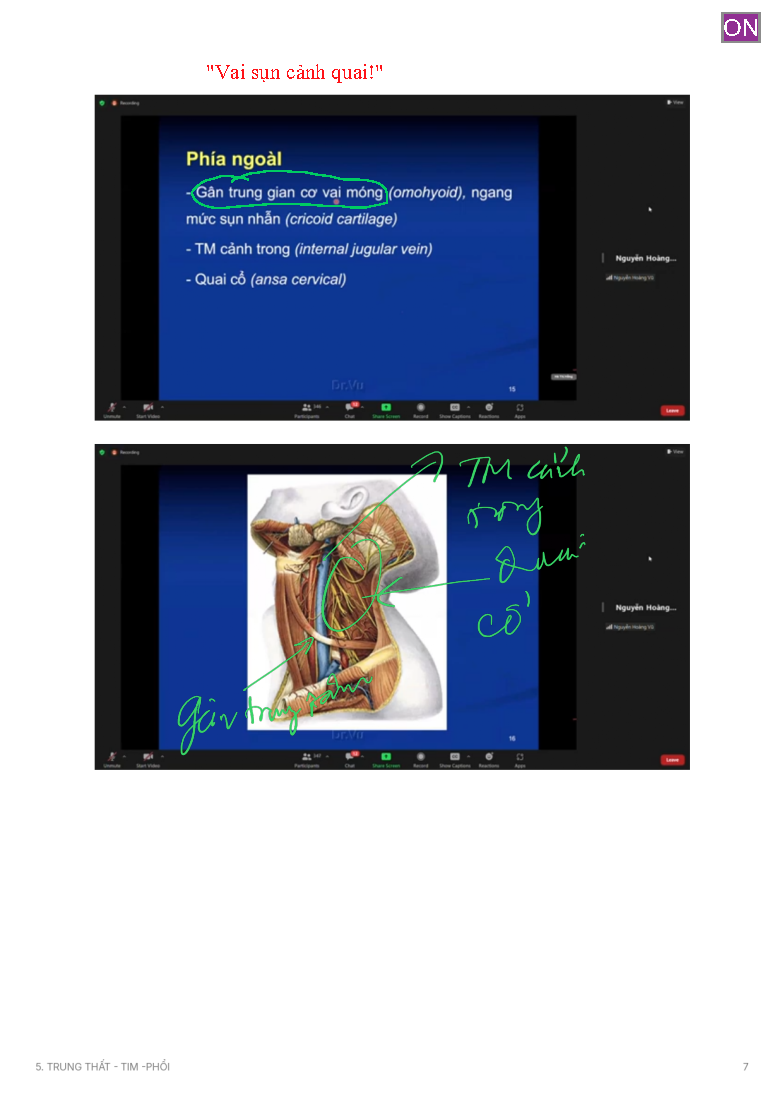 ON
"Vai sụn cảnh quai!"
Recording
View
Phía ngoài
- Gân trung gian cơ vai móng (omohyoid), ngang
mức sụn nhẫn (cricoid cartilage)
- TM cảnh trong (internal jugular vein)
- Quai cổ (ansa cervical)
Nguyễn Hoàng...
Nguyễn Hoàng Vũ
Dr.Vu
15
Unmute
Start Video
Participants
Chat
Share Screen
Record
Show Captions
Reactions
Apps
Leave
Recording
View
TM cảnh
trong
Quai
cổ
Nguyễn Hoàng...
Nguyễn Hoàng Vũ
Gân trung
Dr.Vu
16
Unmute
Start Video
Participants
Chat
Share Screen
Record
Show Captions
Reactions
Apps
Leave
5. TRUNG THẤT - TIM -PHỔI
7